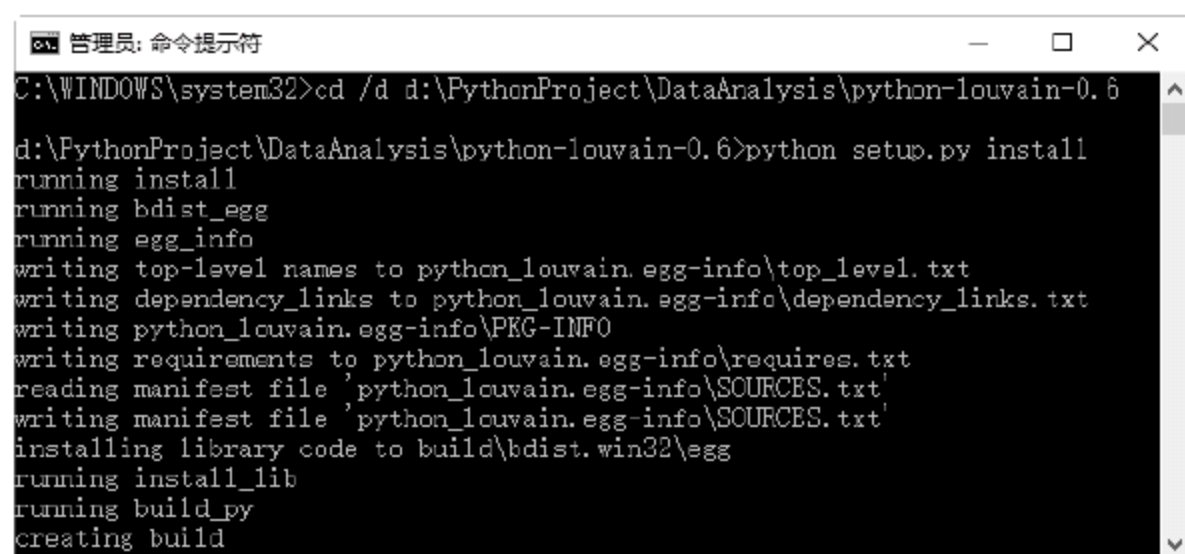 管理员: 命令提示符
C:\WINDOWS\system32>cd /d d:\PythonProject\DataAnalysis\python-louvain-0.6
d:\PythonProject\DataAnalysis\python-louvain-0.6>python setup.py install
running install
running bdist_egg
running egg_info
writing top-level names to python_louvain.egg-info\top_level.txt
writing dependency_links to python_louvain.egg-info\dependency_links.txt
writing python_louvain.egg-info\PKG-INFO
writing requirements to python_louvain.egg-info\requires.txt
reading manifest file 'python_louvain.egg-info\SOURCES.txt'
writing manifest file 'python_louvain.egg-info\SOURCES.txt'
installing library code to build\bdist.win32\egg
running install_lib
running build_py
creating build